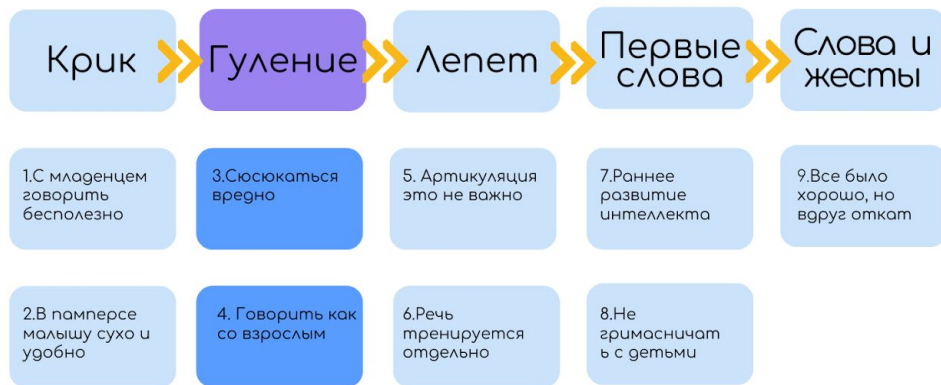 Крик
Гуление
Лепет
Первые
слова
Слова и
жесты
1.С младенцем
говорить
бесполезно
3.Сюсюкаться
вредно
5. Артикуляция
это не важно
7.Раннее
развитие
интеллекта
9.Все было
хорошо, но
вдруг откат
2.В памперсе
малышу сухо и
удобно
4. Говорить как
со взрослым
6.Речь
тренируется
отдельно
8.Не
гримасничат
ь с детьми